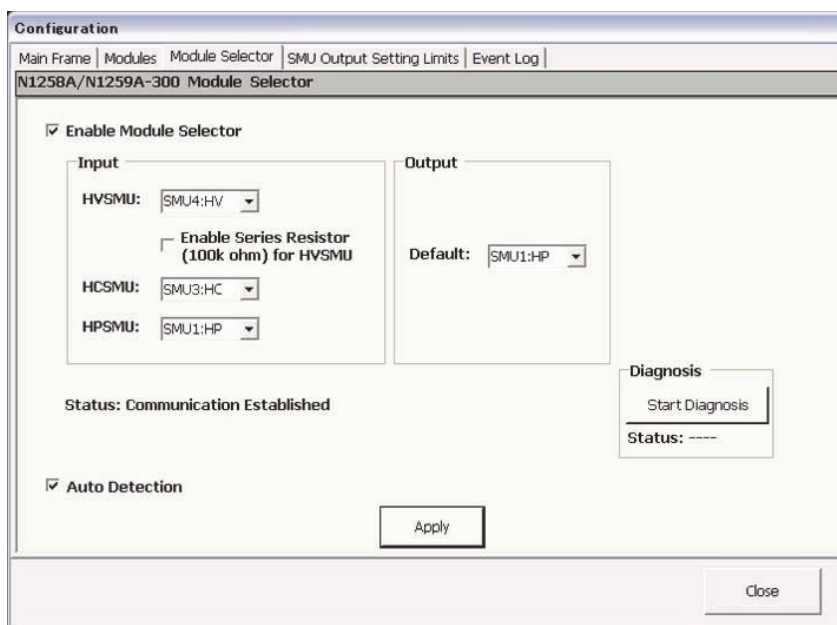 Configuration
Main Frame Modules Module Selector SMU Output Setting Limits Event Log
N1258A/N1259A-300 Module Selector
Enable Module Selector
Input
HVSMU: SMU4:HV
Enable Series Resistor
(100k ohm) for HVSMU
HCSMU: SMU3:HC
HPSMU: SMU1:HP
Output
Default: SMU1:HP
Status: Communication Established
Diagnosis
Start Diagnosis
Status: ----
Auto Detection
Apply
Close